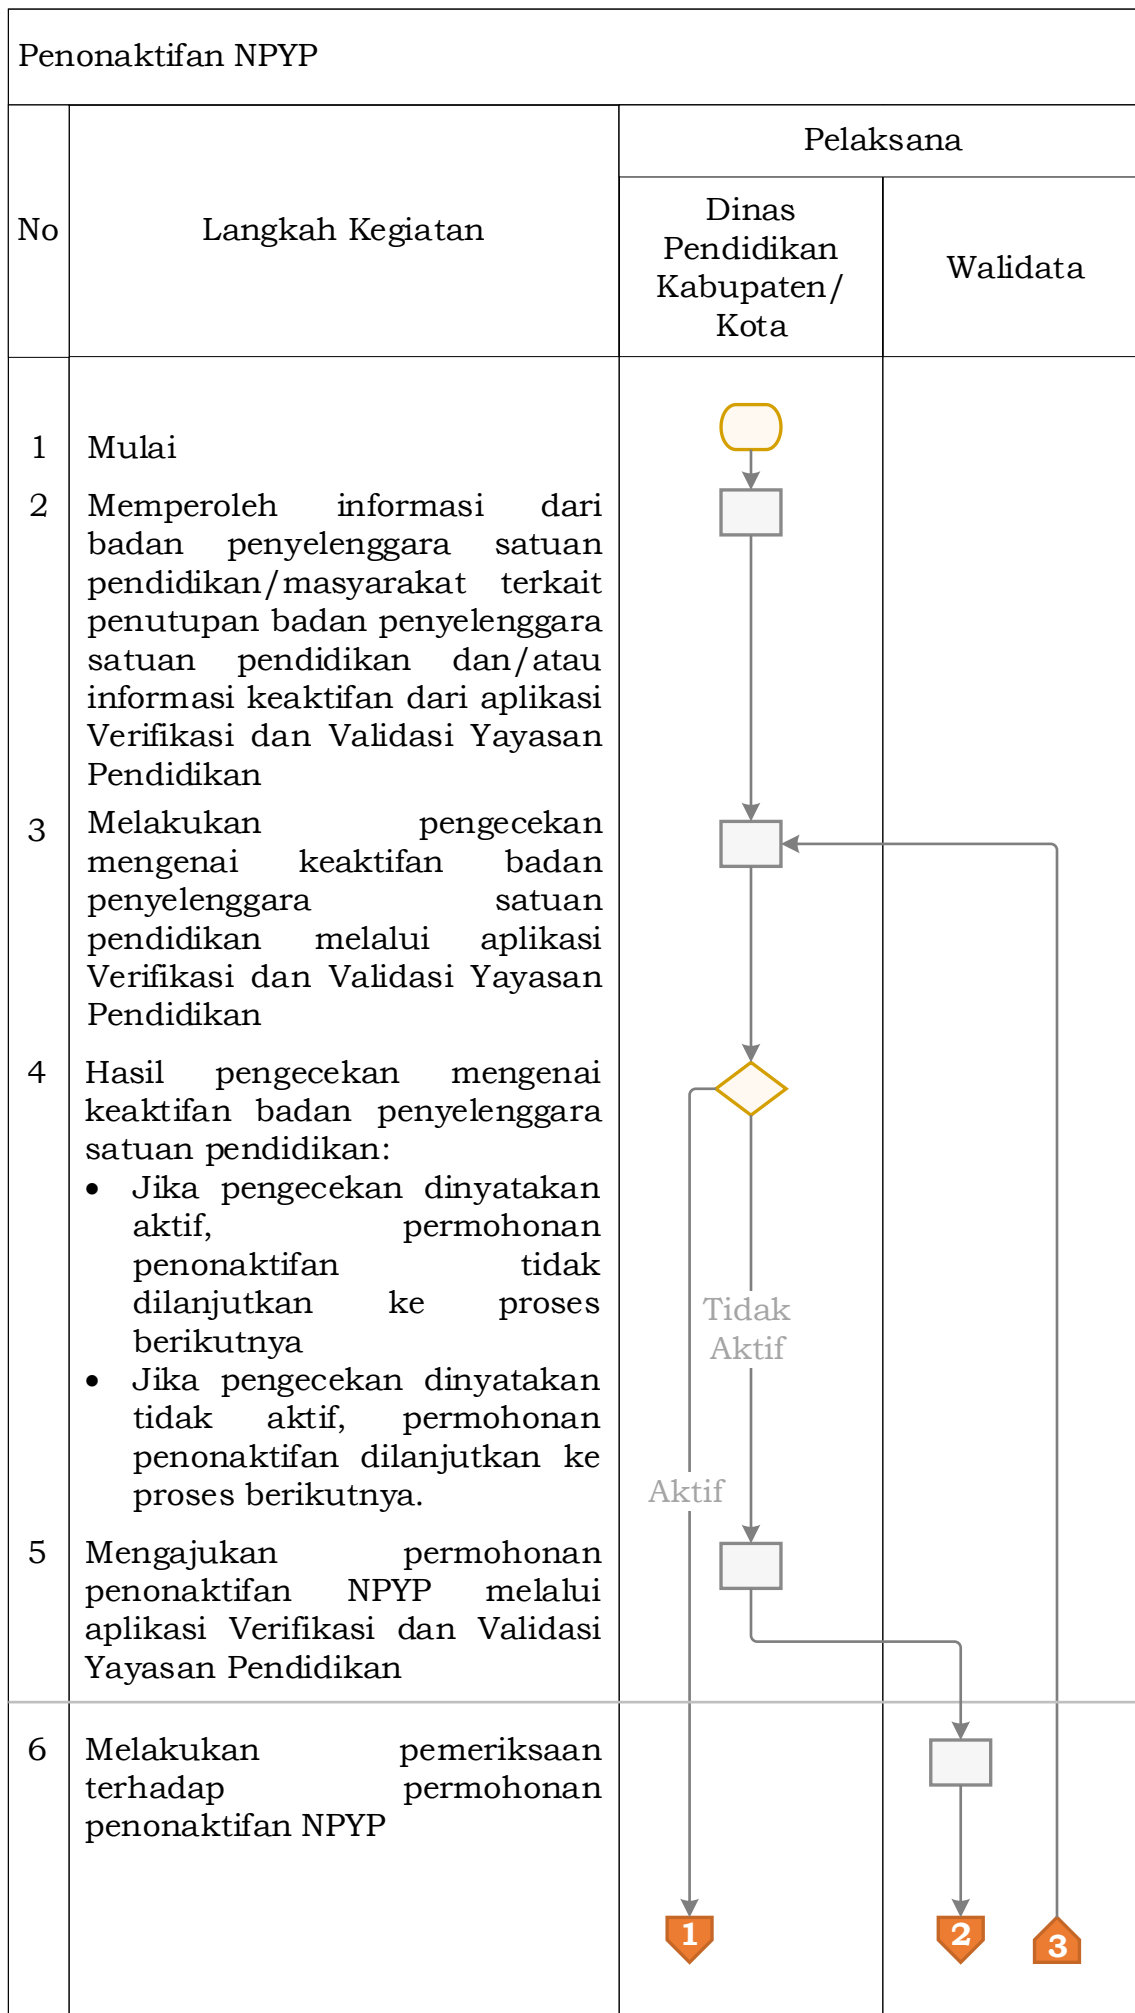 Penonaktifan NPYP
No
Langkah Kegiatan
Pelaksana
Dinas
Pendidikan
Kabupaten/
Kota
Walidata
1 Mulai
2 Memperoleh informasi dari
badan penyelenggara satuan
pendidikan/masyarakat terkait
penutupan badan penyelenggara
satuan pendidikan dan/atau
informasi keaktifan dari aplikasi
Verifikasi dan Validasi Yayasan
Pendidikan
3 Melakukan pengecekan
mengenai keaktifan badan
penyelenggara satuan
pendidikan melalui aplikasi
Verifikasi dan Validasi Yayasan
Pendidikan
4 Hasil pengecekan mengenai
keaktifan badan penyelenggara
satuan pendidikan:
• Jika pengecekan dinyatakan
aktif, permohonan
penonaktifan tidak
dilanjutkan ke proses
berikutnya
• Jika pengecekan dinyatakan
tidak aktif, permohonan
penonaktifan dilanjutkan ke
proses berikutnya.
Tidak
Aktif
Aktif
5 Mengajukan permohonan
penonaktifan NPYP melalui
aplikasi Verifikasi dan Validasi
Yayasan Pendidikan
6 Melakukan pemeriksaan
terhadap permohonan
penonaktifan NPYP
1
2
3